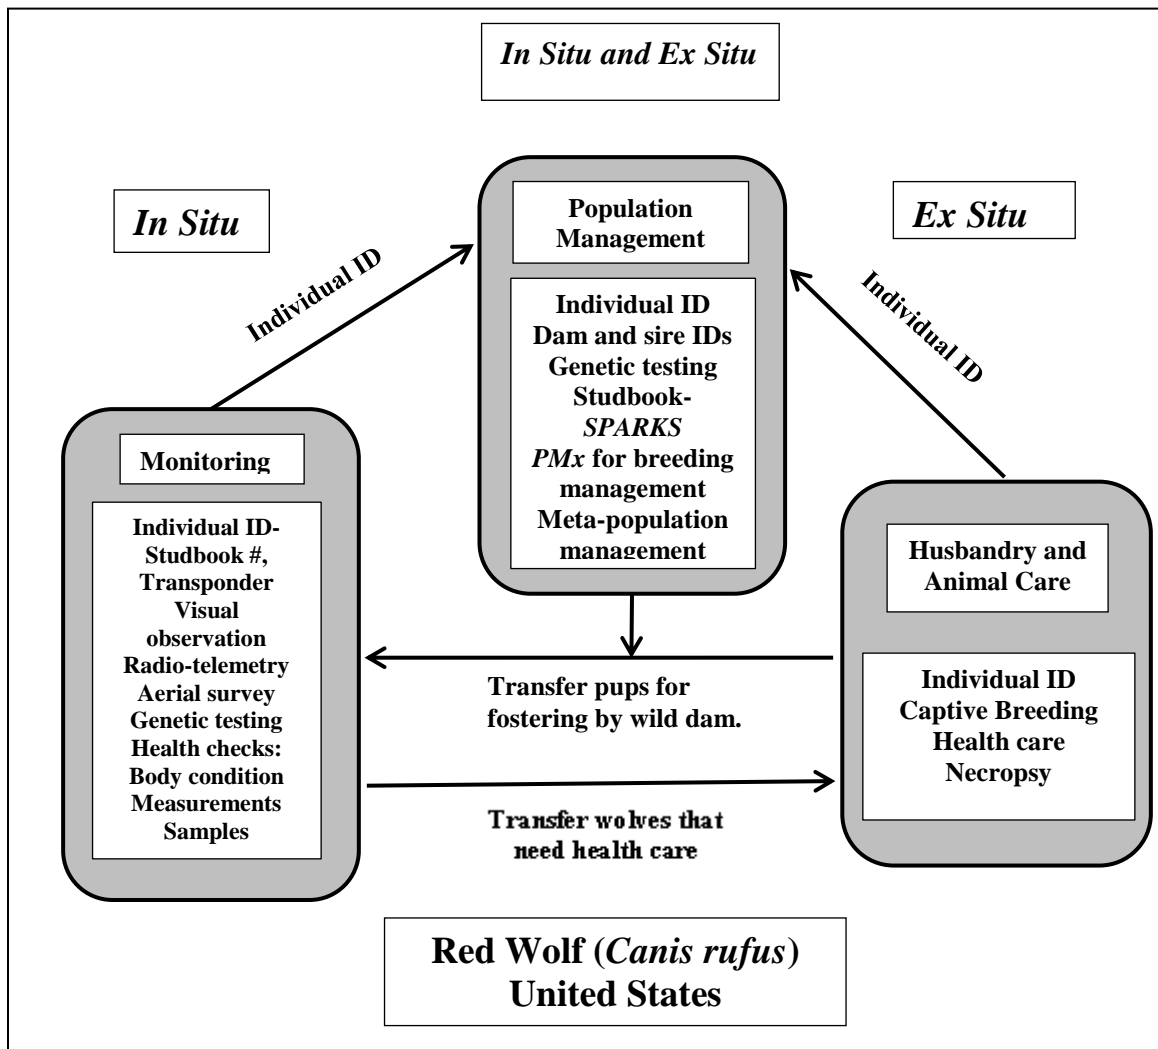 In Situ and Ex Situ
In Situ
Ex Situ
Individual ID
Individual ID
Population
Management
Individual ID
Dam and sire IDs
Genetic testing
Studbook-
SPARKS
PMx for breeding
management
Meta-population
management
Monitoring
Individual ID-
Studbook #,
Transponder
Visual
observation
Radio-telemetry
Aerial survey
Genetic testing
Health checks:
Body condition
Measurements
Samples
Husbandry and
Animal Care
Individual ID
Captive Breeding
Health care
Necropsy
Transfer pups for
fostering by wild dam.
Transfer wolves that
need health care
Red Wolf (Canis rufus)
United States